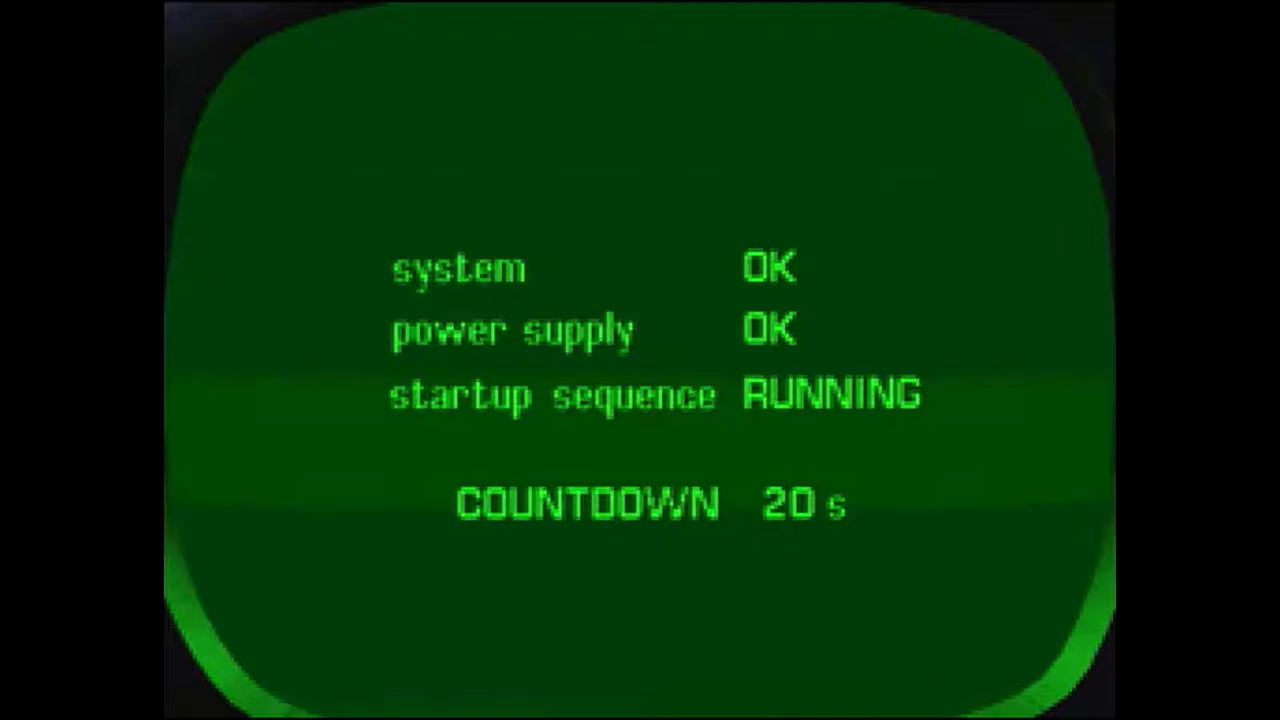 system OK
power supply OK
startup sequence RUNNING
COUNTDOWN 20 s